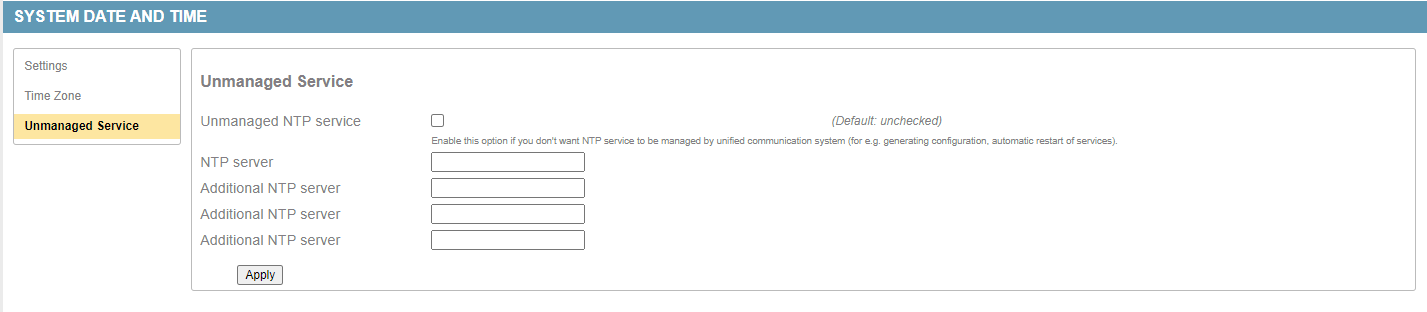 SYSTEM DATE AND TIME
Settings
Time Zone
Unmanaged Service
Unmanaged Service
Unmanaged NTP service
(Default: unchecked)
Enable this option if you don't want NTP service to be managed by unified communication system (for e.g. generating configuration, automatic restart of services).
NTP server
Additional NTP server
Additional NTP server
Additional NTP server
Apply